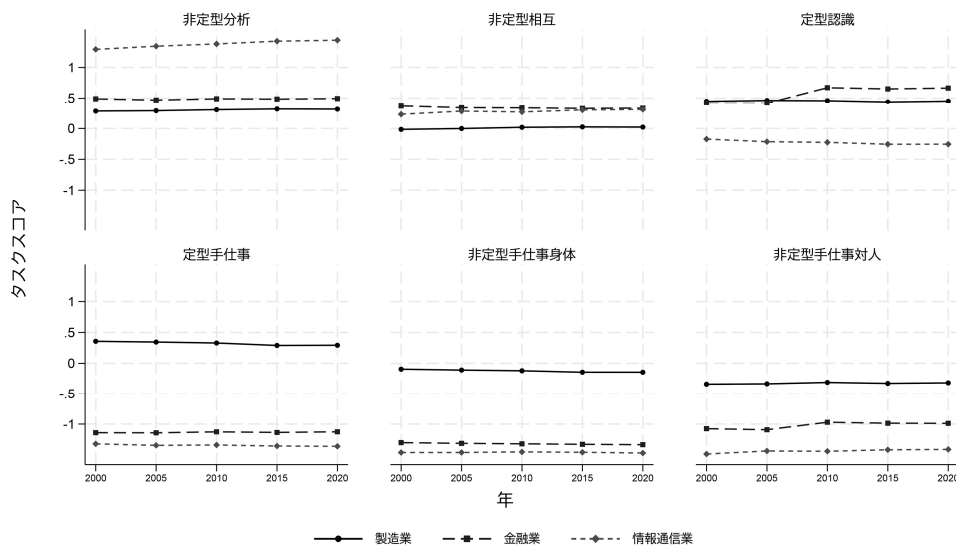 非定型分析 非定型相互 定型認識
1
.5
0
-.5
-1
タスクスコア
定型手仕事 非定型手仕事身体 非定型手仕事対人
1
.5
0
-.5
-1
2000 2005 2010 2015 2020 2000 2005 2010 2015 2020 2000 2005 2010 2015 2020
年
製造業 金融業 情報通信業